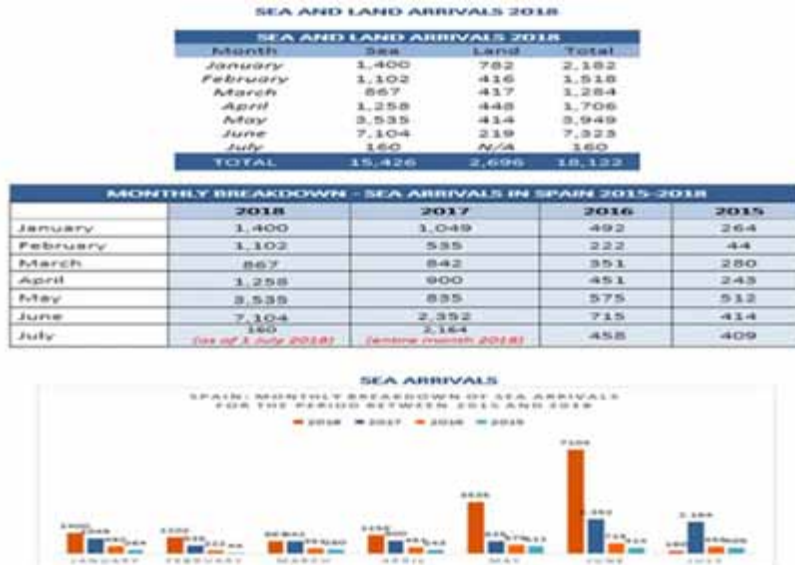 SEA AND LAND ARRIVALS 2018
SEA AND LAND ARRIVALS 2018
Month Sea Land Total
January 1,400 782 2,182
February 1,102 416 1,518
March 867 417 1,284
April 1,258 448 1,706
May 3,535 414 3,949
June 7,104 219 7,323
July 160 N/A 160
TOTAL 15,426 2,696 18,122
MONTHLY BREAKDOWN - SEA ARRIVALS IN SPAIN 2015-2018
2018 2017 2016 2015
January 1,400 1,049 492 264
February 1,102 535 222 44
March 867 842 351 280
April 1,258 900 451 243
May 3,535 835 575 512
June 7,104 2,352 715 414
July 160 2,164 458 409
(as of 1 July 2018) (entire month 2018)
SEA ARRIVALS
SPAIN: MONTHLY BREAKDOWN OF SEA ARRIVALS
FOR THE PERIOD BETWEEN 2015 AND 2018
2018 2017 2016 2015
7104
3535
JANUARY FEBRUARY MARCH APRIL MAY JUNE JULY